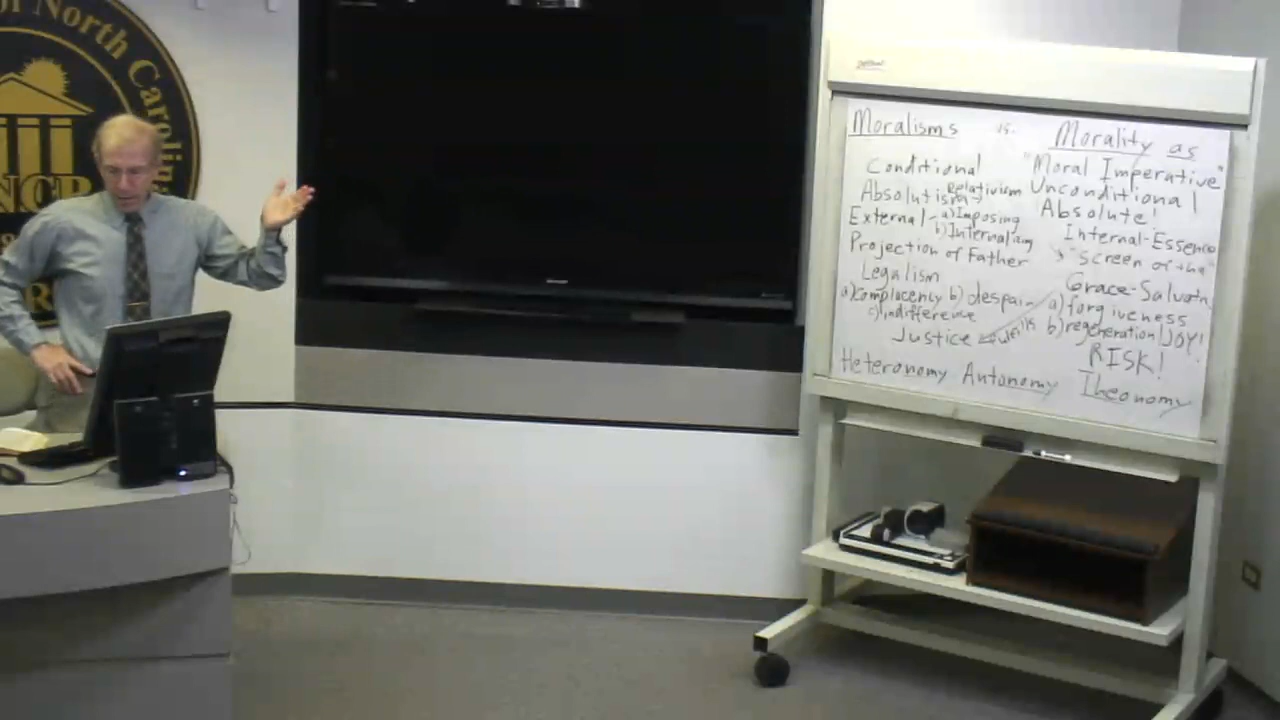 of North Carolina
NCP
Moralisms vs. Morality as
Conditional "Moral Imperative"
Absolutism Relativism Unconditional
External a) Imposing Absolute!
b) Internalizing Internal-Essence
Projection of Father "Screen of the"
Legalism Grace-Salvatn
a) Complacency b) despair a) forgiveness
c) Indifference b) regeneration JOY!
Justice RISK!
Heteronomy Autonomy Theonomy